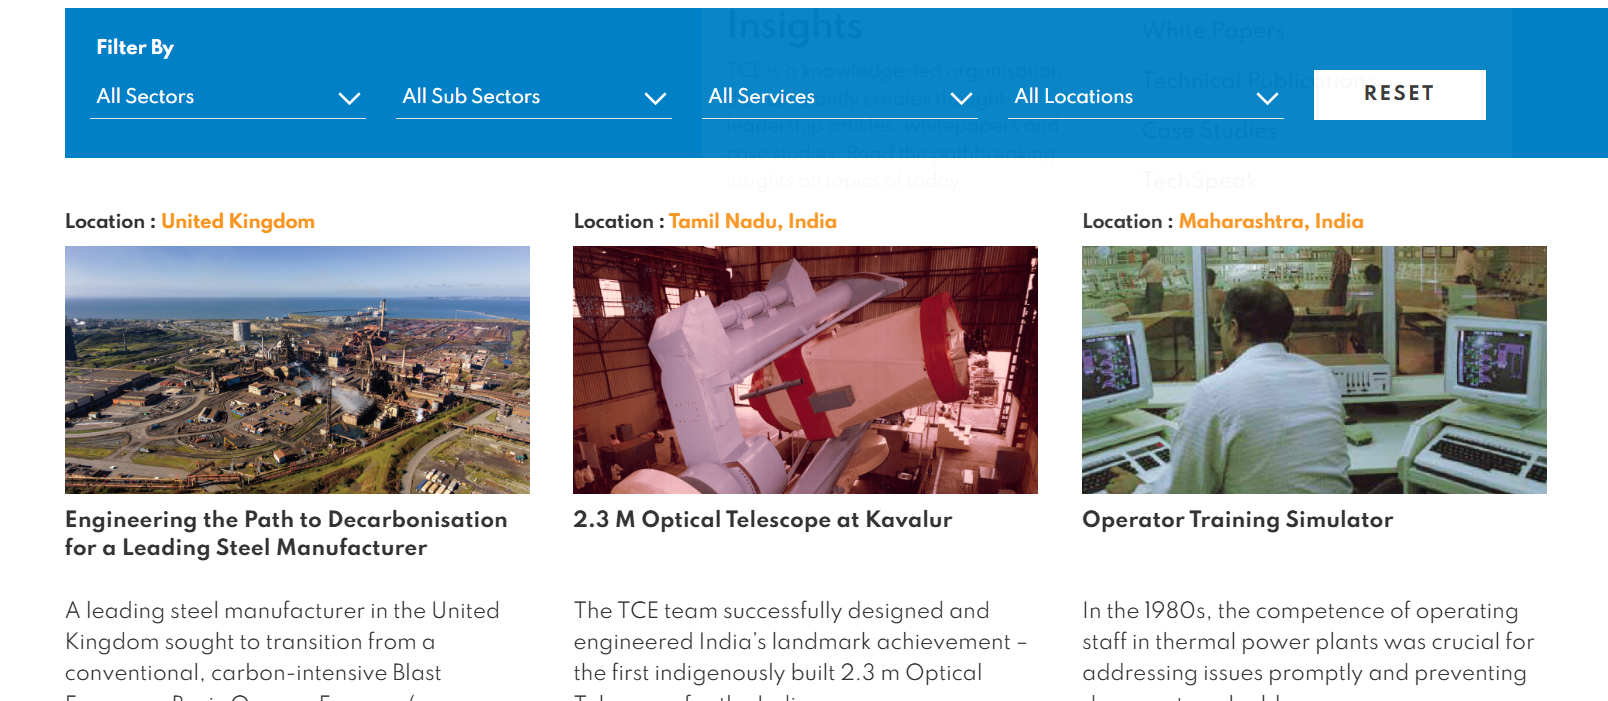 Insights
TCE is a knowledge-led organisation
leadership articles, whitepapers and
case studies. Read the pathbreaking
insights on topics of today
White Papers
Technical Publications
Case Studies
TechSpeak
Filter By
All Sectors
All Sub Sectors
All Services
All Locations
RESET
Location : United Kingdom
Engineering the Path to Decarbonisation
for a Leading Steel Manufacturer
A leading steel manufacturer in the United
Kingdom sought to transition from a
conventional, carbon-intensive Blast
Location : Tamil Nadu, India
2.3 M Optical Telescope at Kavalur
The TCE team successfully designed and
engineered India’s landmark achievement –
the first indigenously built 2.3 m Optical
Location : Maharashtra, India
Operator Training Simulator
In the 1980s, the competence of operating
staff in thermal power plants was crucial for
addressing issues promptly and preventing